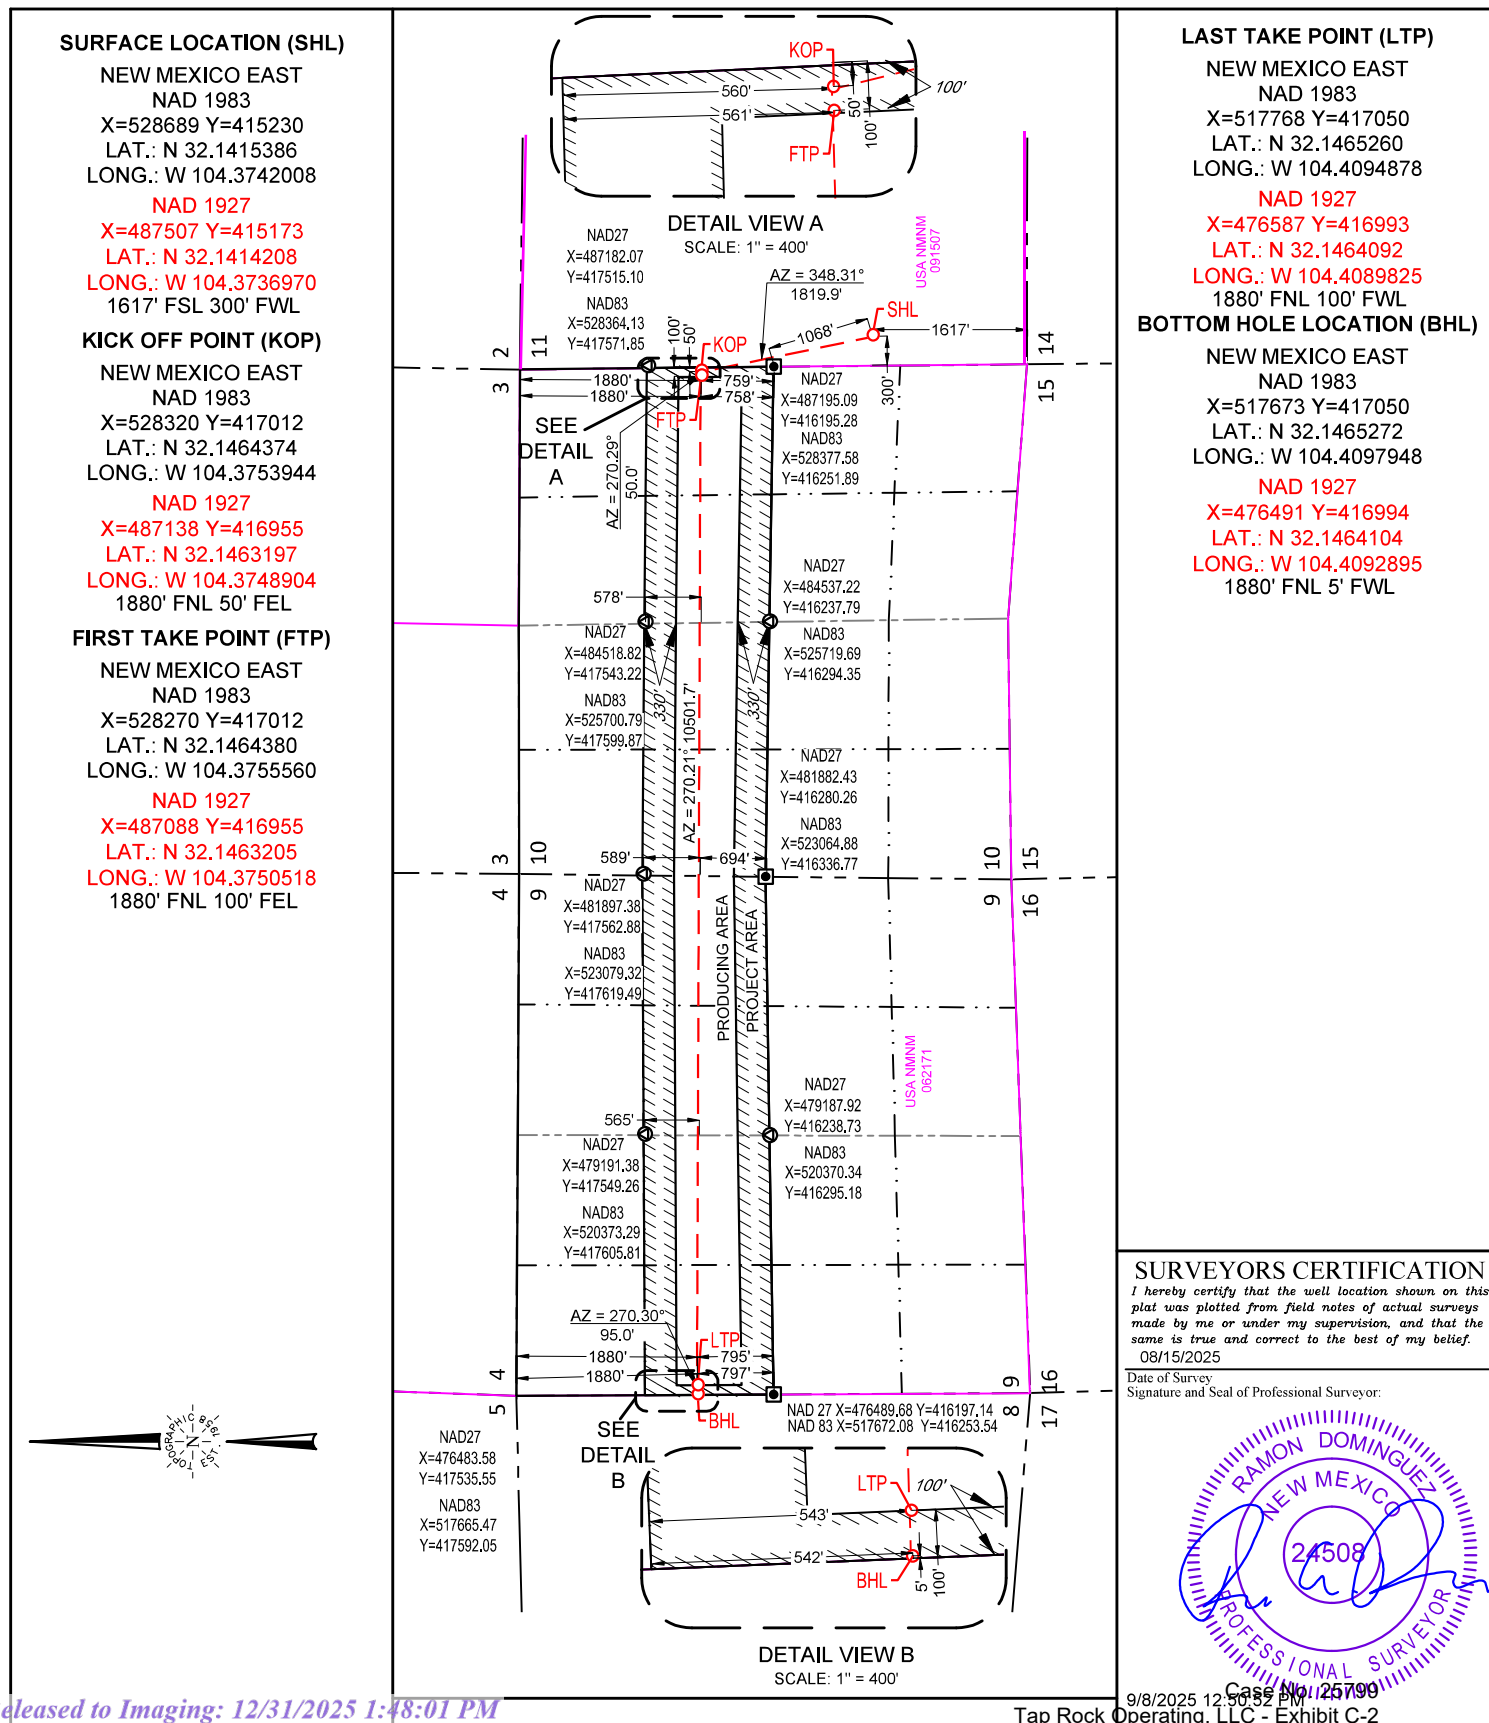 SURFACE LOCATION (SHL)
NEW MEXICO EAST
NAD 1983
X=528689 Y=415230
LAT.: N 32.1415386
LONG.: W 104.3742008
NAD 1927
X=487507 Y=415173
LAT.: N 32.1414208
LONG.: W 104.3736970
1617' FSL 300' FWL
KICK OFF POINT (KOP)
NEW MEXICO EAST
NAD 1983
X=528320 Y=417012
LAT.: N 32.1464374
LONG.: W 104.3753944
NAD 1927
X=487138 Y=416955
LAT.: N 32.1463197
LONG.: W 104.3748904
1880' FNL 50' FEL
FIRST TAKE POINT (FTP)
NEW MEXICO EAST
NAD 1983
X=528270 Y=417012
LAT.: N 32.1464380
LONG.: W 104.3755560
NAD 1927
X=487088 Y=416955
LAT.: N 32.1463205
LONG.: W 104.3750518
1880' FNL 100' FEL
TOPOGRAPHIC
EST. 1958
N
KOP
560'
561'
FTP
50'
100'
100'
DETAIL VIEW A
SCALE: 1" = 400'
NAD27
X=487182.07
Y=417515.10
NAD83
X=528364.13
Y=417571.85
USA NMNM
091507
AZ = 348.31°
1819.9'
SHL
1068'
1617'
300'
100'
50'
KOP
2
11
3
14
15
1880'
759'
1880'
758'
FTP
SEE
DETAIL
A
AZ = 270.29°
50.0'
NAD27
X=487195.09
Y=416195.28
NAD83
X=528377.58
Y=416251.89
578'
NAD27
X=484518.82
Y=417543.22
NAD83
X=525700.79
Y=417599.87
NAD27
X=484537.22
Y=416237.79
NAD83
X=525719.69
Y=416294.35
330'
330'
AZ = 270.21° 10501.7'
NAD27
X=481882.43
Y=416280.26
NAD83
X=523064.88
Y=416336.77
3
10
4
9
10
15
9
16
589'
694'
NAD27
X=481897.38
Y=417562.88
NAD83
X=523079.32
Y=417619.49
PRODUCING AREA
PROJECT AREA
USA NMNM
062171
565'
NAD27
X=479191.38
Y=417549.26
NAD83
X=520373.29
Y=417605.81
NAD27
X=479187.92
Y=416238.73
NAD83
X=520370.34
Y=416295.18
AZ = 270.30°
95.0'
LTP
1880'
795'
1880'
797'
4
5
9
16
8
17
BHL
SEE
DETAIL
B
NAD 27 X=476489.68 Y=416197.14
NAD 83 X=517672.08 Y=416253.54
NAD27
X=476483.58
Y=417535.55
NAD83
X=517665.47
Y=417592.05
LTP
100'
543'
542'
BHL
5'
100'
DETAIL VIEW B
SCALE: 1" = 400'
LAST TAKE POINT (LTP)
NEW MEXICO EAST
NAD 1983
X=517768 Y=417050
LAT.: N 32.1465260
LONG.: W 104.4094878
NAD 1927
X=476587 Y=416993
LAT.: N 32.1464092
LONG.: W 104.4089825
1880' FNL 100' FWL
BOTTOM HOLE LOCATION (BHL)
NEW MEXICO EAST
NAD 1983
X=517673 Y=417050
LAT.: N 32.1465272
LONG.: W 104.4097948
NAD 1927
X=476491 Y=416994
LAT.: N 32.1464104
LONG.: W 104.4092895
1880' FNL 5' FWL
SURVEYORS CERTIFICATION
I hereby certify that the well location shown on this
plat was plotted from field notes of actual surveys
made by me or under my supervision, and that the
same is true and correct to the best of my belief.
08/15/2025
Date of Survey
Signature and Seal of Professional Surveyor:
RAMON DOMINGUEZ
NEW MEXICO
24508
PROFESSIONAL SURVEYOR
Case No. 25799
9/8/2025 12:50:52 PM
Tap Rock Operating, LLC - Exhibit C-2
eleased to Imaging: 12/31/2025 1:48:01 PM